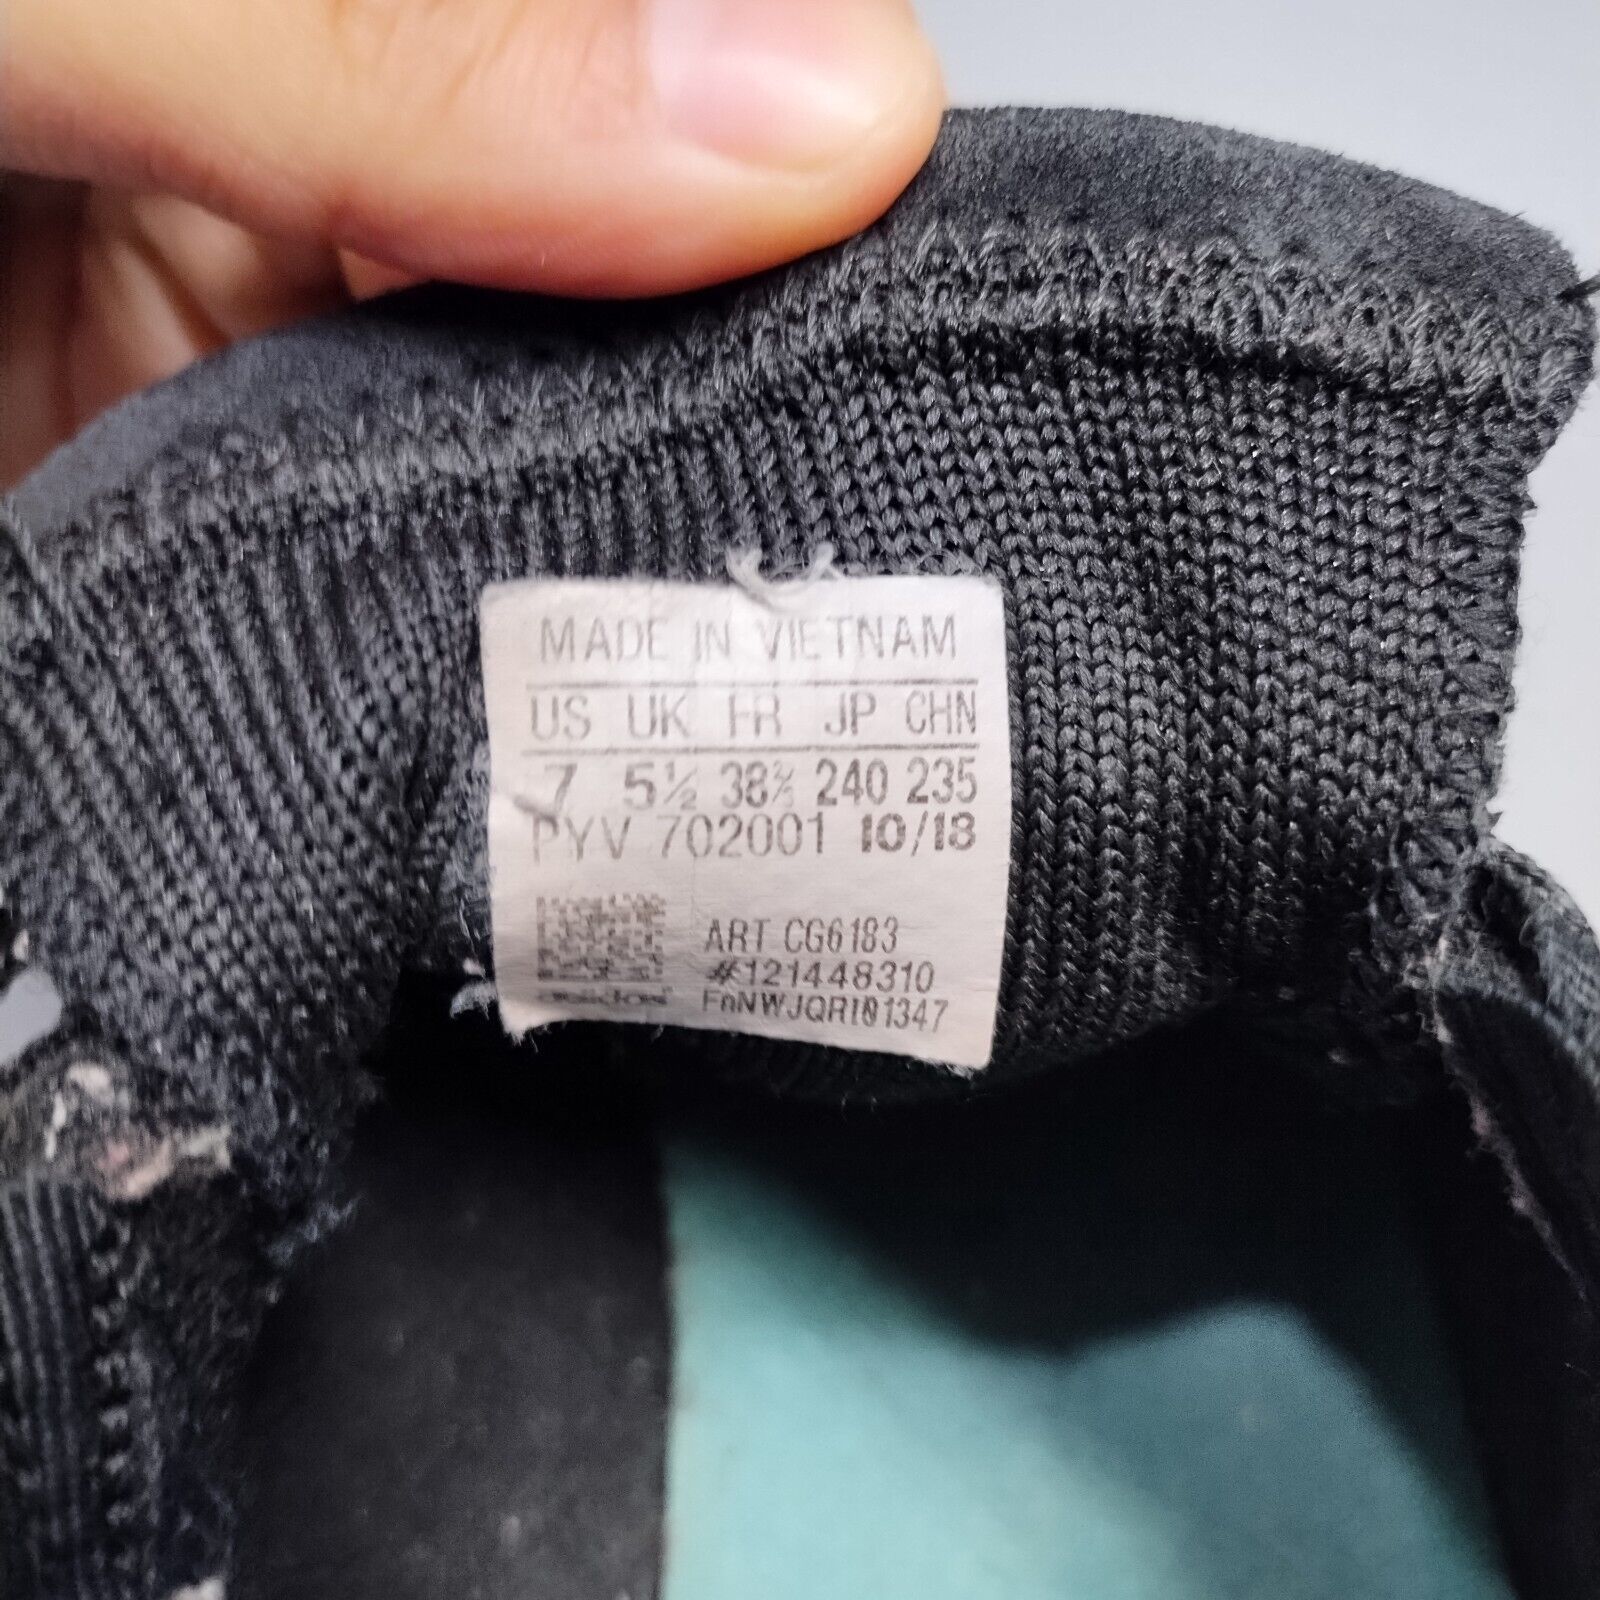 MADE IN VIETNAM
US UK FR JP CHN
7 5½ 38⅔ 240 235
PYV 702001 10/18
ART CG6183
#121448310
adidas